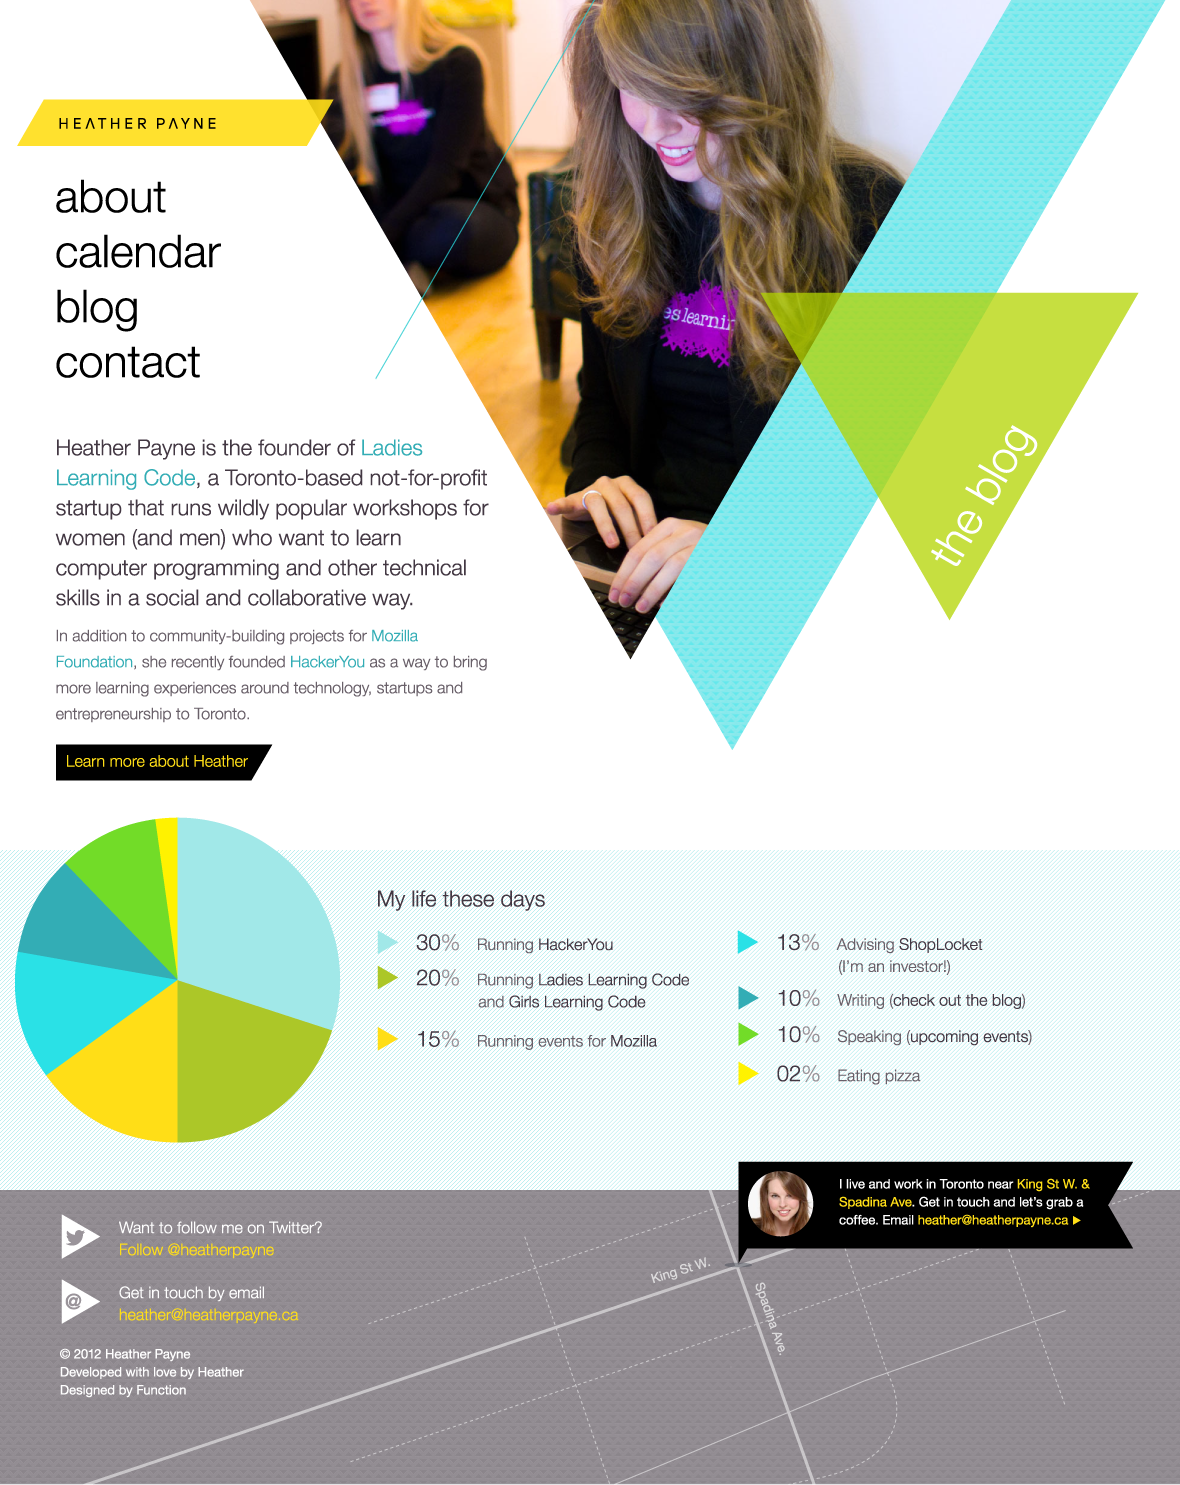 HEATHER PAYNE
about
calendar
blog
contact
es learnin
the blog
Heather Payne is the founder of Ladies
Learning Code, a Toronto-based not-for-profit
startup that runs wildly popular workshops for
women (and men) who want to learn
computer programming and other technical
skills in a social and collaborative way.
In addition to community-building projects for Mozilla
Foundation, she recently founded HackerYou as a way to bring
more learning experiences around technology, startups and
entrepreneurship to Toronto.
Learn more about Heather
My life these days
30% Running HackerYou
20% Running Ladies Learning Code
and Girls Learning Code
15% Running events for Mozilla
13% Advising ShopLocket
(I'm an investor!)
10% Writing (check out the blog)
10% Speaking (upcoming events)
02% Eating pizza
I live and work in Toronto near King St W. &
Spadina Ave. Get in touch and let's grab a
coffee. Email heather@heatherpayne.ca
King St W.
Spadina Ave.
Want to follow me on Twitter?
Follow @heatherpayne
@
Get in touch by email
heather@heatherpayne.ca
© 2012 Heather Payne
Developed with love by Heather
Designed by Function